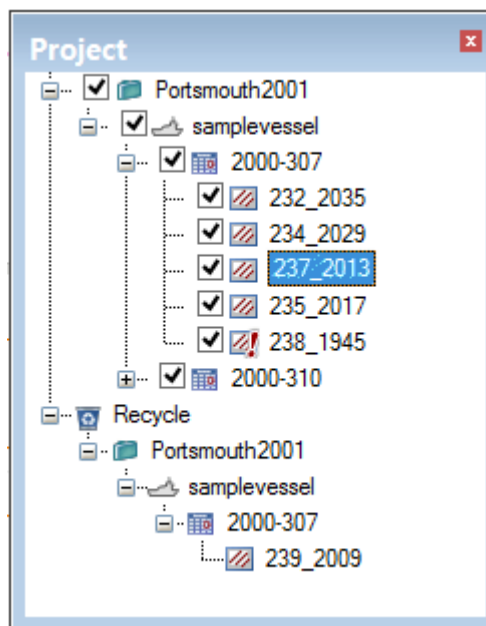 Project
Portsmouth2001
samplevessel
2000-307
232_2035
234_2029
237_2013
235_2017
238_1945
2000-310
Recycle
Portsmouth2001
samplevessel
2000-307
239_2009